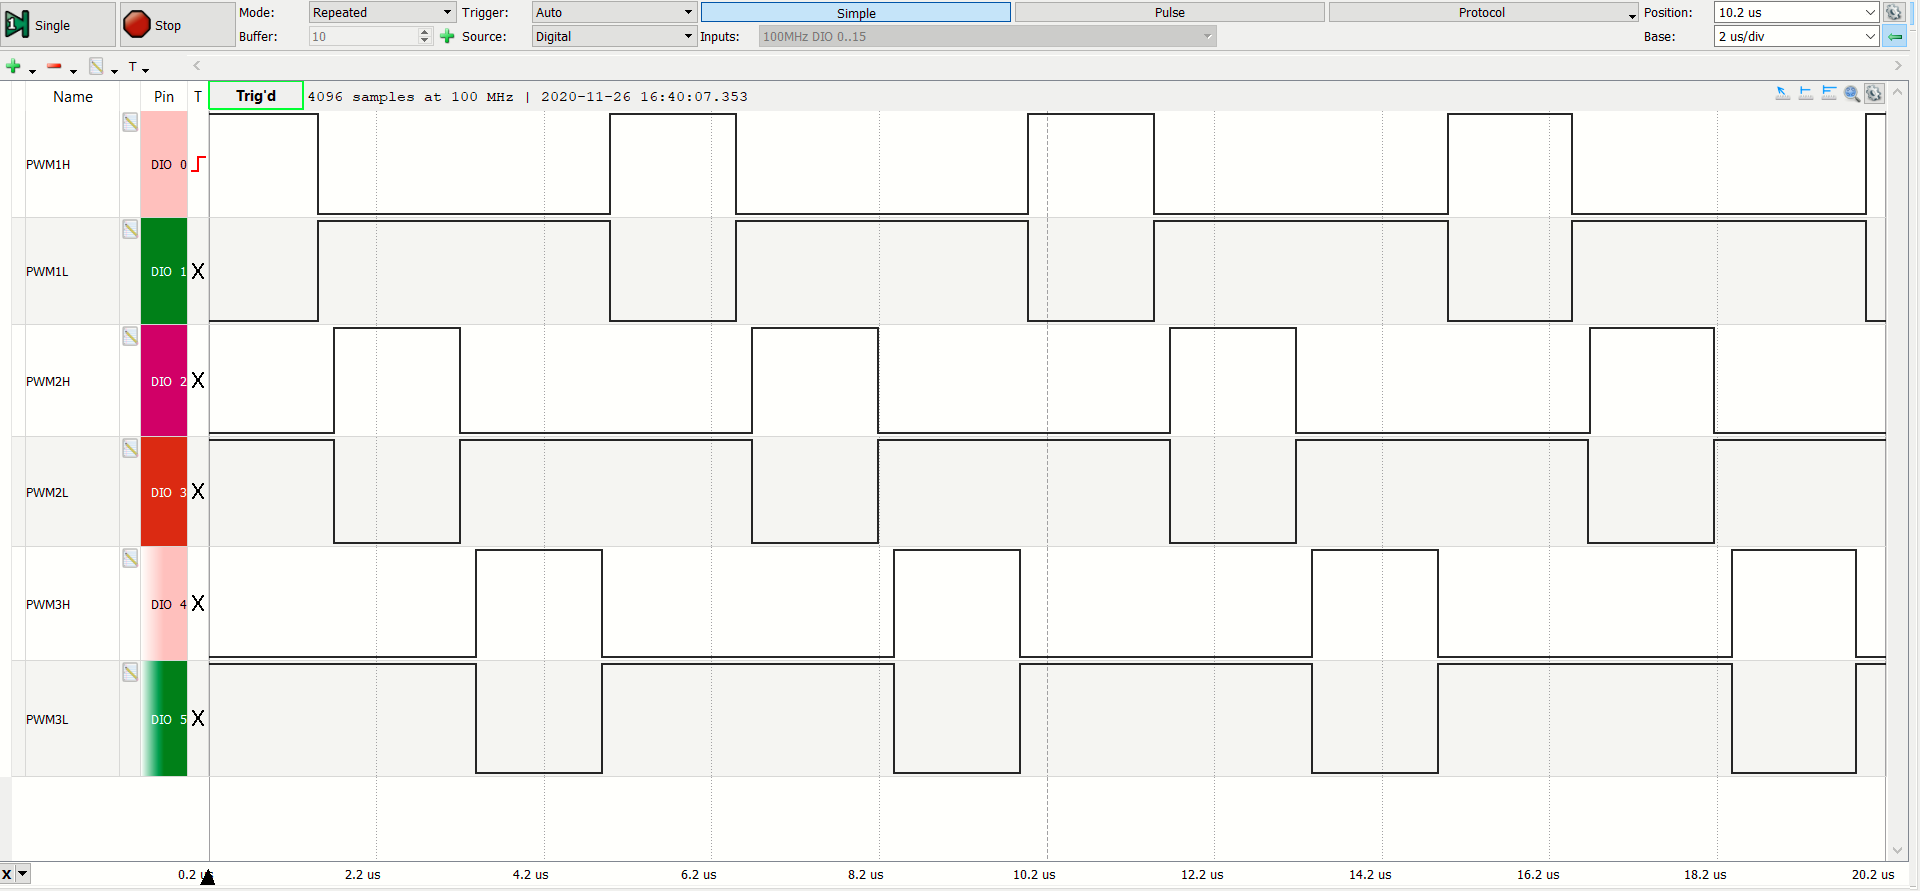 Single
Stop
Mode: Repeated Trigger: Auto Simple Pulse Protocol Position: 10.2 us
Buffer: 10 Source: Digital Inputs: 100MHz DIO 0..15 Base: 2 us/div
T
Name Pin T Trig'd 4096 samples at 100 MHz | 2020-11-26 16:40:07.353
PWM1H DIO 0
PWM1L DIO 1 X
PWM2H DIO 2 X
PWM2L DIO 3 X
PWM3H DIO 4 X
PWM3L DIO 5 X
X 0.2 us 2.2 us 4.2 us 6.2 us 8.2 us 10.2 us 12.2 us 14.2 us 16.2 us 18.2 us 20.2 us